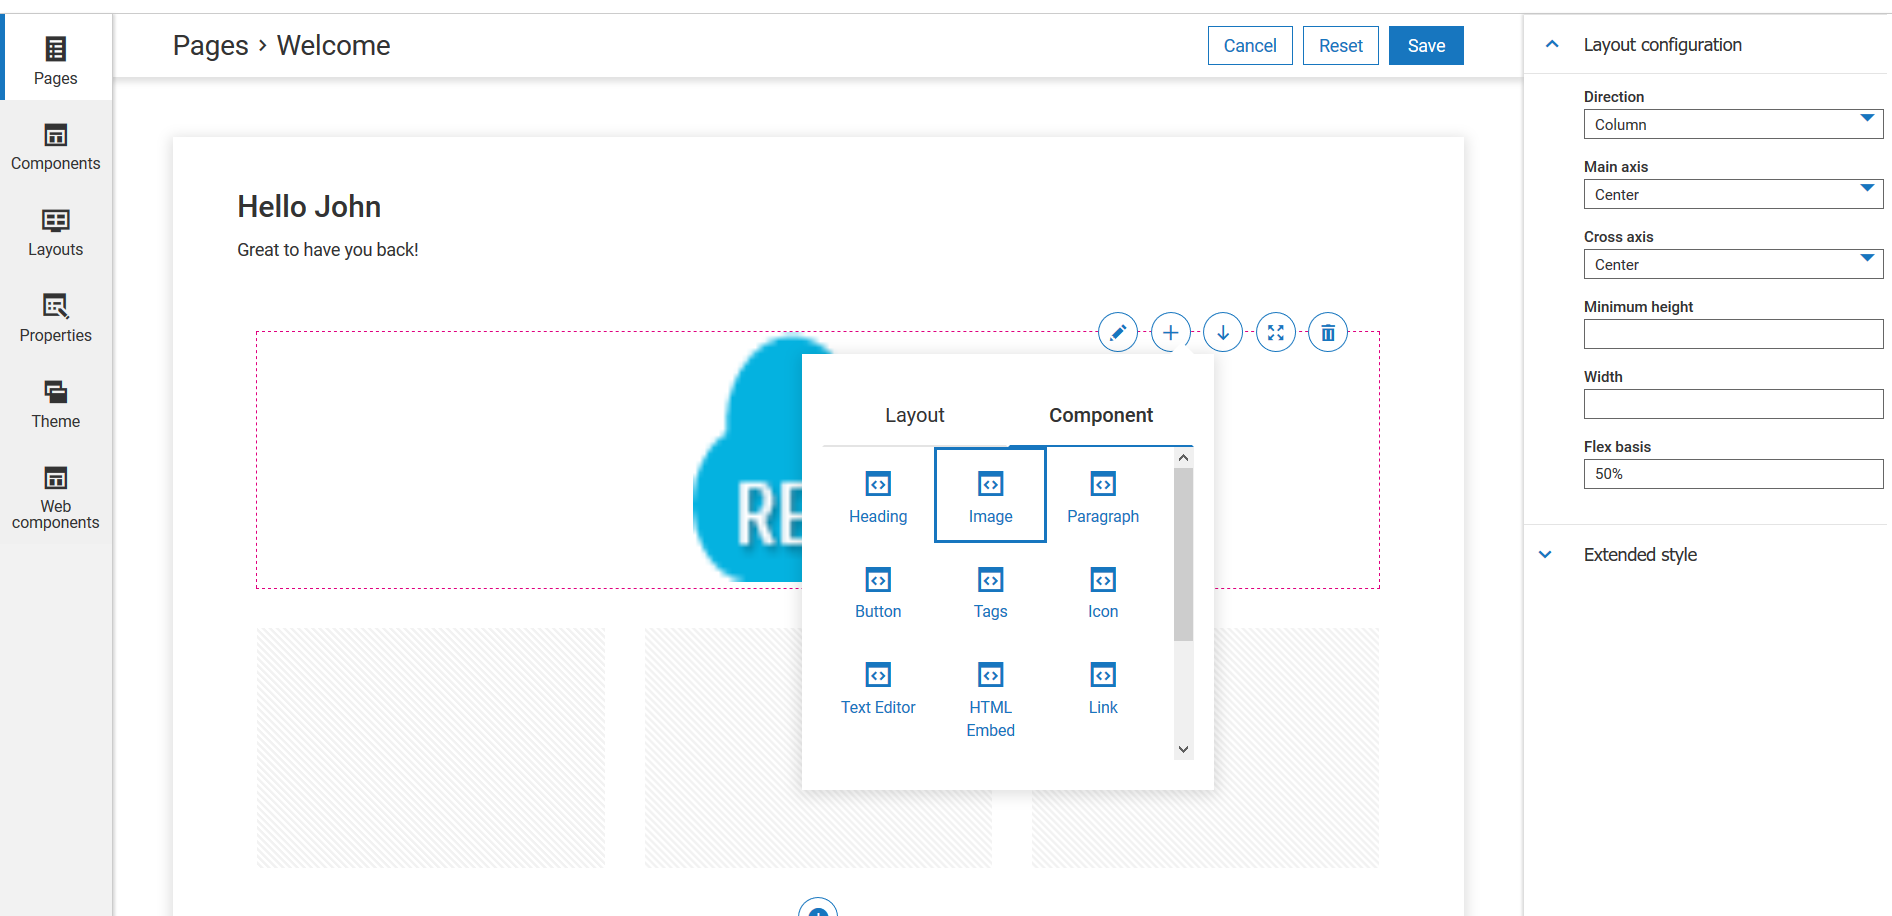 Pages
Components
Layouts
Properties
Theme
Web
components
Pages › Welcome
Cancel
Reset
Save
Hello John
Great to have you back!
RE
Layout
Component
Heading
Image
Paragraph
Button
Tags
Icon
Text Editor
HTML
Embed
Link
Layout configuration
Direction
Column
Main axis
Center
Cross axis
Center
Minimum height
Width
Flex basis
50%
Extended style